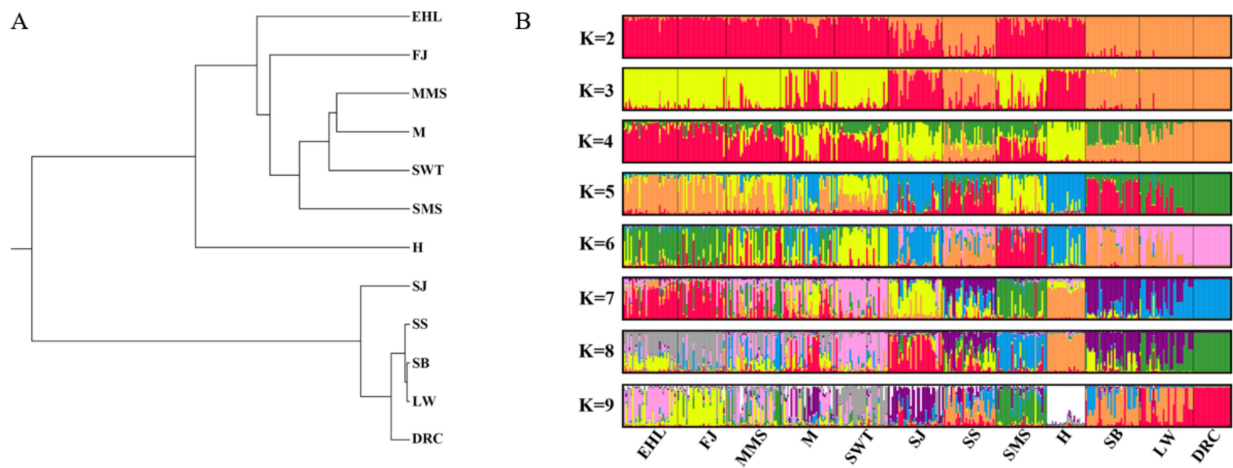 A
EHL
FJ
MMS
M
SWT
SMS
H
SJ
SS
SB
LW
DRC
B
K=2
K=3
K=4
K=5
K=6
K=7
K=8
K=9
EHL FJ MMS M SWT SJ SS SMS H SB LW DRC